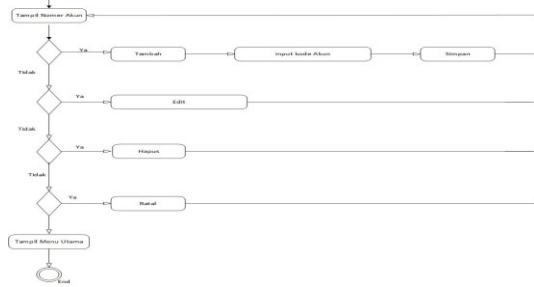 Tampil Nomer Akun
Ya
Tambah
Input kode Akun
Simpan
Tidak
Ya
Edit
Tidak
Ya
Hapus
Tidak
Ya
Batal
Tampil Menu Utama
End